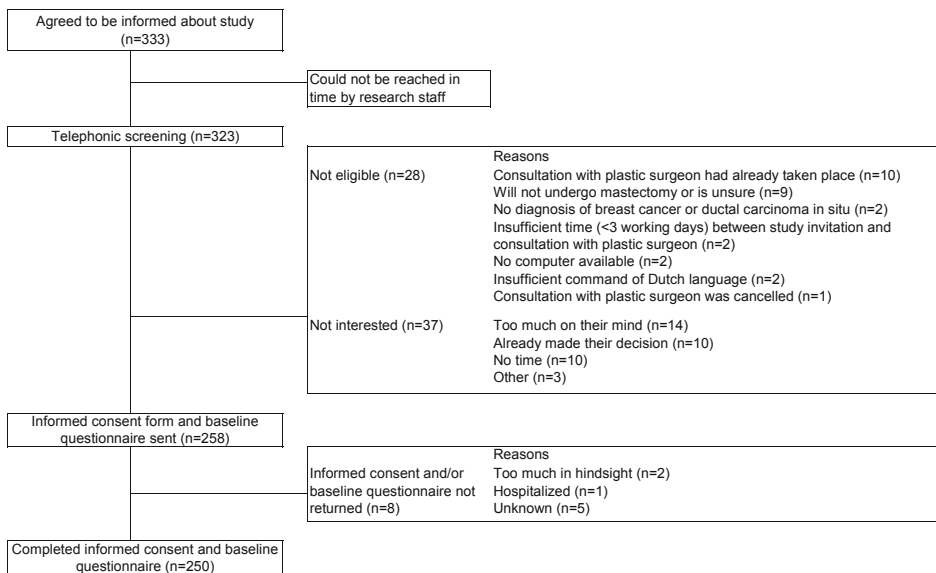 Agreed to be informed about study
(n=333)
Could not be reached in
time by research staff
Telephonic screening (n=323)
Reasons
Not eligible (n=28)
Consultation with plastic surgeon had already taken place (n=10)
Will not undergo mastectomy or is unsure (n=9)
No diagnosis of breast cancer or ductal carcinoma in situ (n=2)
Insufficient time (<3 working days) between study invitation and
consultation with plastic surgeon (n=2)
No computer available (n=2)
Insufficient command of Dutch language (n=2)
Consultation with plastic surgeon was cancelled (n=1)
Not interested (n=37)
Too much on their mind (n=14)
Already made their decision (n=10)
No time (n=10)
Other (n=3)
Informed consent form and baseline
questionnaire sent (n=258)
Reasons
Informed consent and/or
baseline questionnaire not
returned (n=8)
Too much in hindsight (n=2)
Hospitalized (n=1)
Unknown (n=5)
Completed informed consent and baseline
questionnaire (n=250)